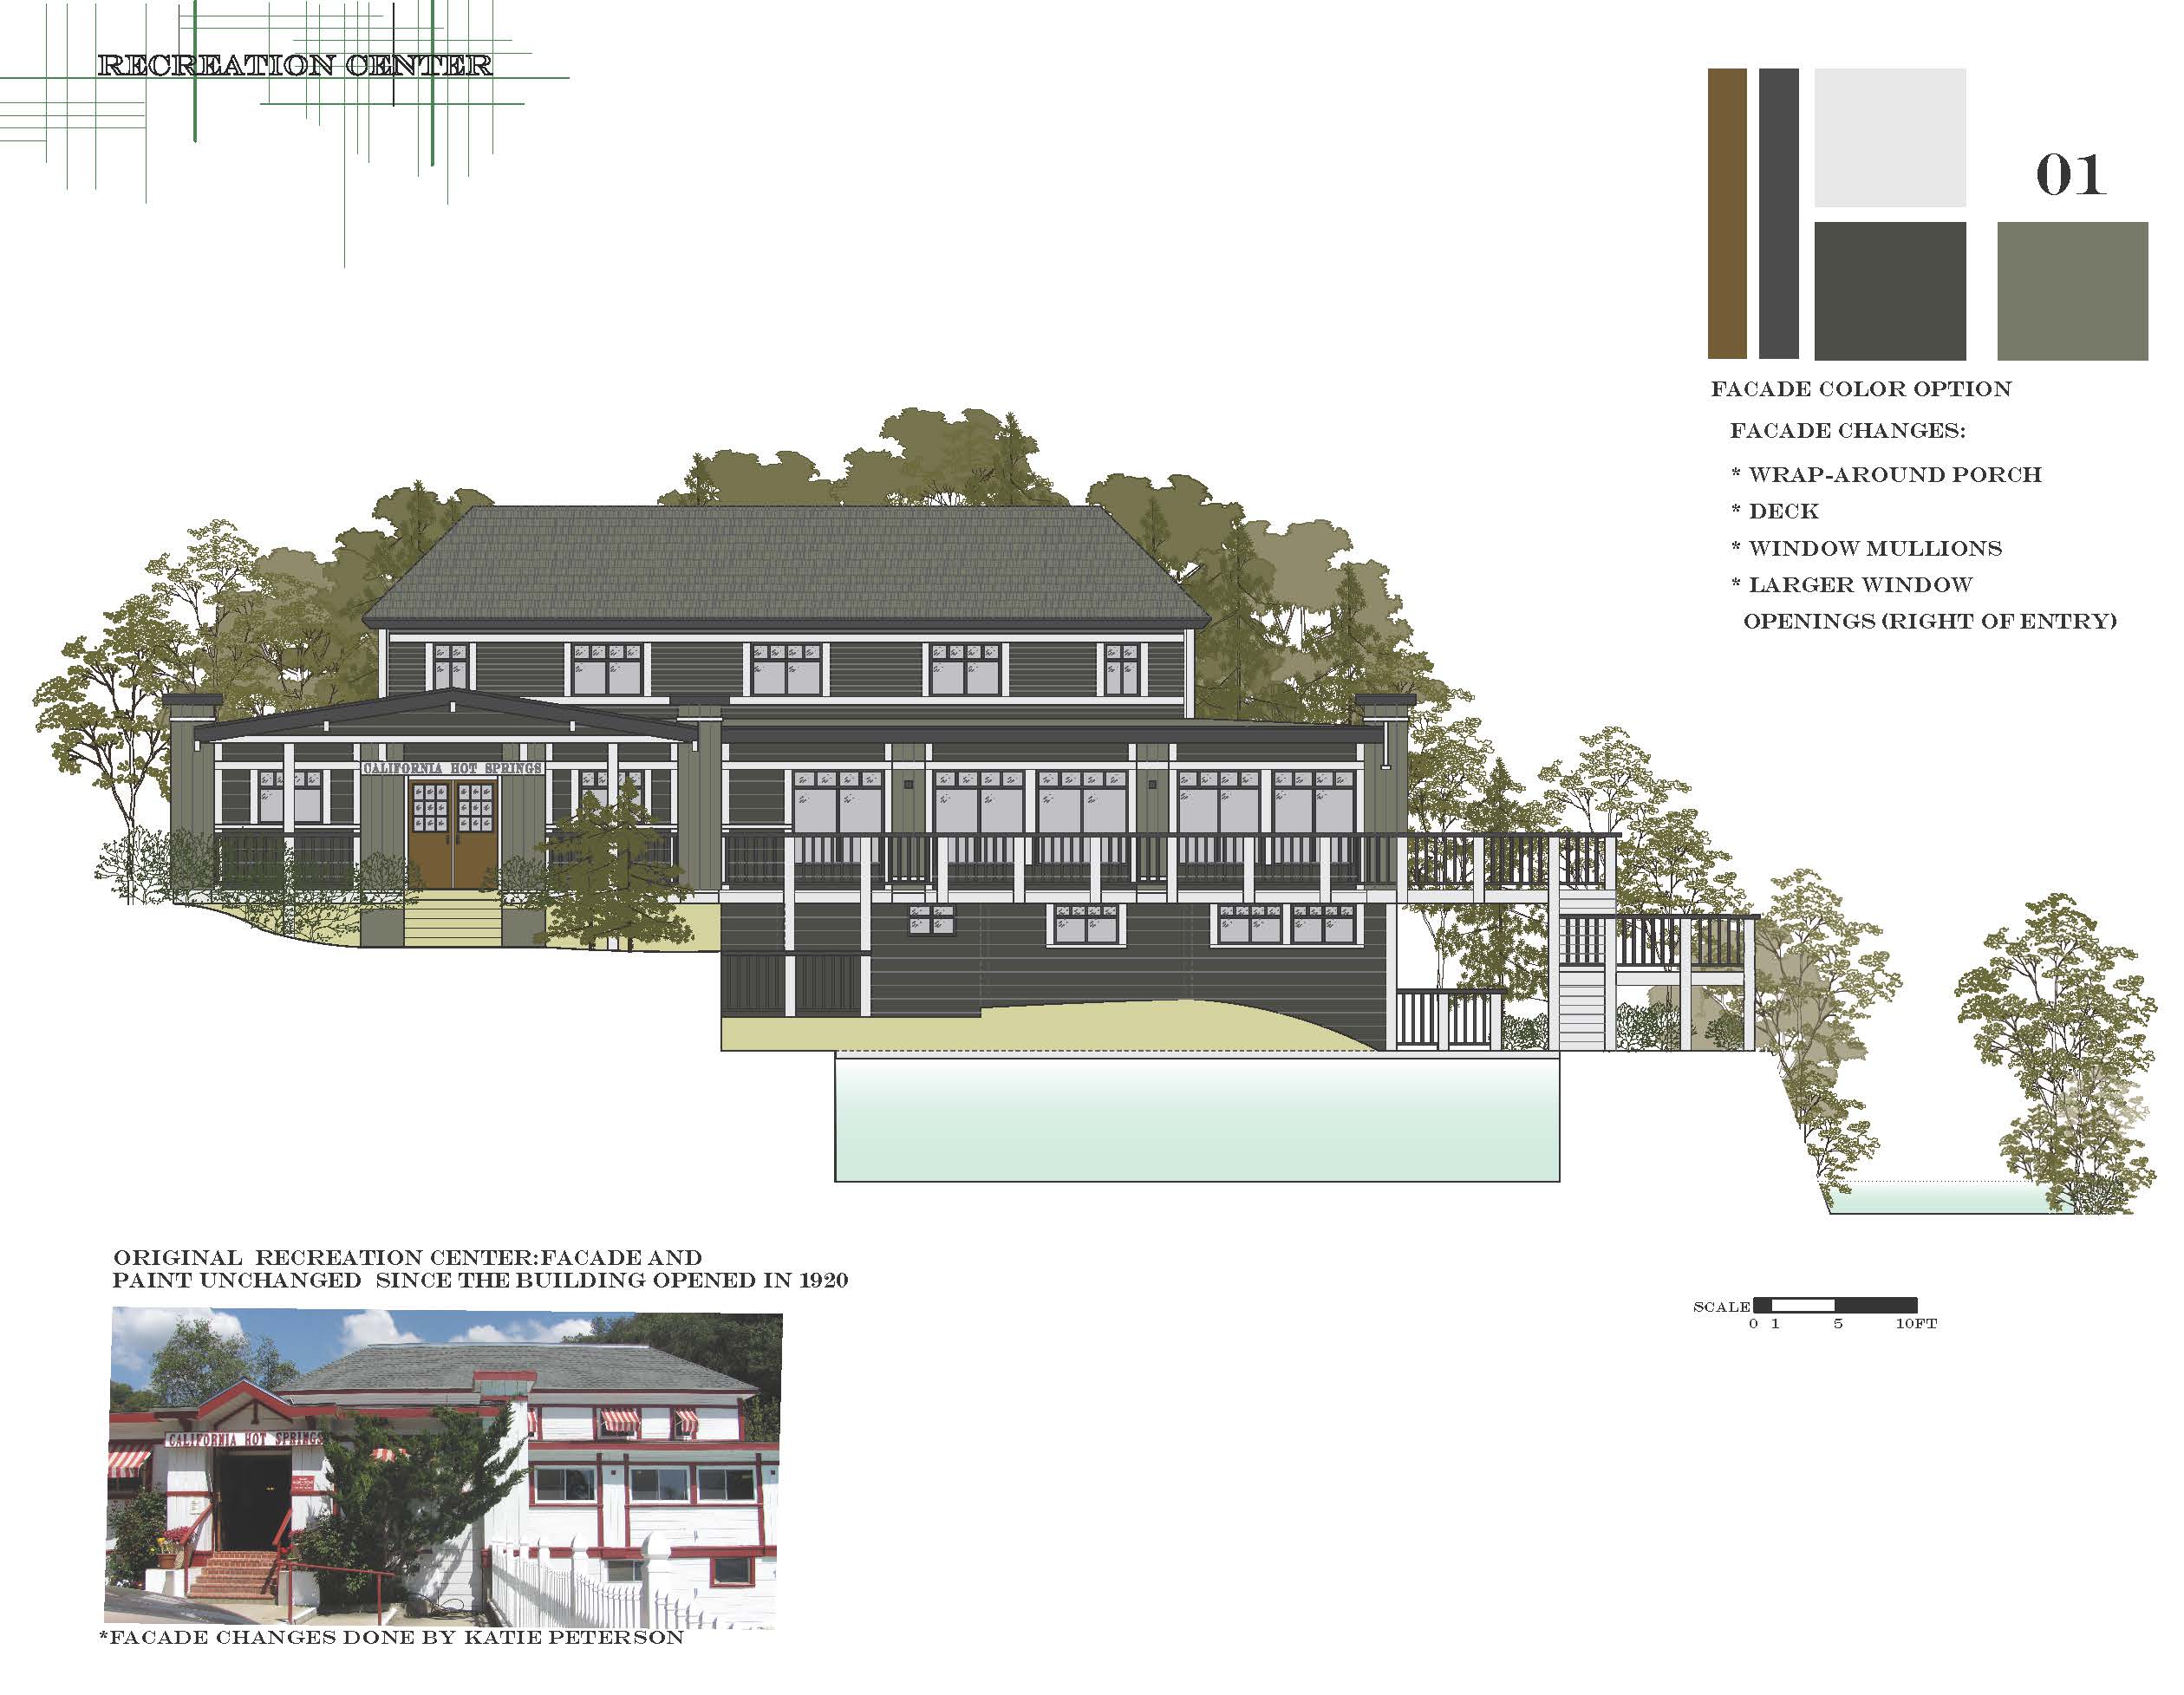 RECREATION CENTER
01
FACADE COLOR OPTION
FACADE CHANGES:
* WRAP-AROUND PORCH
* DECK
* WINDOW MULLIONS
* LARGER WINDOW
OPENINGS (RIGHT OF ENTRY)
CALIFORNIA HOT SPRINGS
ORIGINAL RECREATION CENTER:FACADE AND
PAINT UNCHANGED SINCE THE BUILDING OPENED IN 1920
SCALE
0 1 5 10FT
CALIFORNIA HOT SPRINGS
*FACADE CHANGES DONE BY KATIE PETERSON